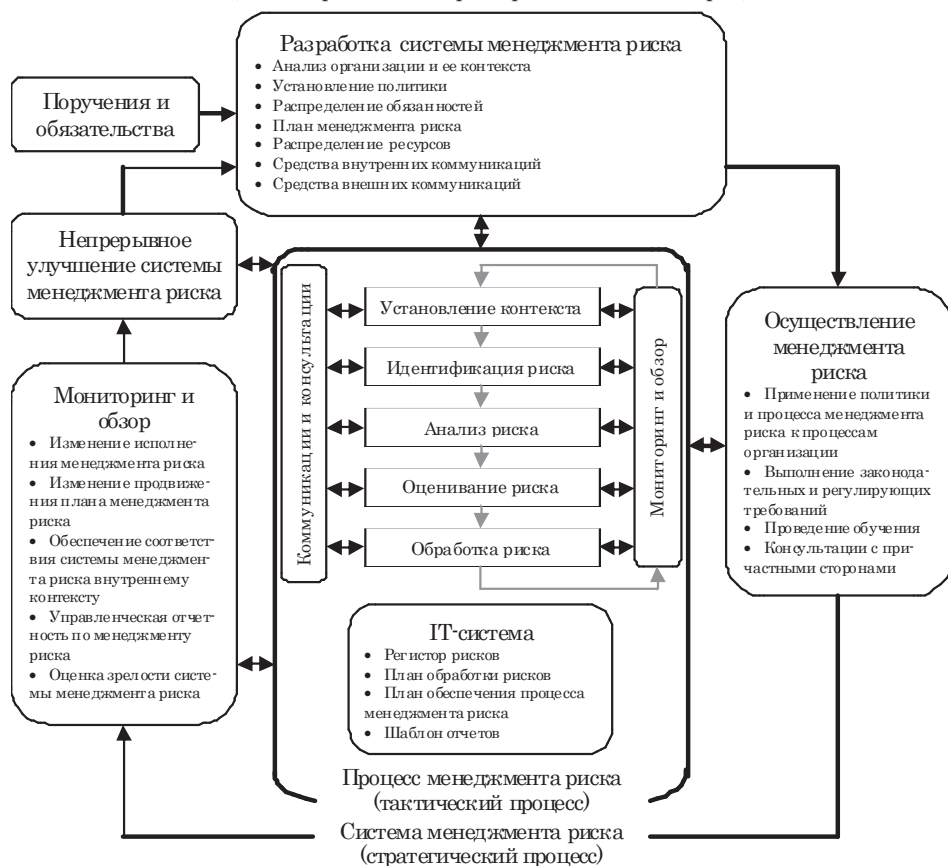 Разработка системы менеджмента риска
• Анализ организации и ее контекста
• Установление политики
• Распределение обязанностей
• План менеджмента риска
• Распределение ресурсов
• Средства внутренних коммуникаций
• Средства внешних коммуникаций
Поручения и
обязательства
Непрерывное
улучшение системы
менеджмента риска
Мониторинг и
обзор
• Изменение исполне-
ния менеджмента риска
• Изменение продвиже-
ния плана менеджмента
риска
• Обеспечение соответ-
ствия системы менеджмен-
та риска внутреннему
контексту
• Управленческая отчет-
ность по менеджменту
риска
• Оценка зрелости систе-
мы менеджмента риска
Коммуникации и консультации
Установление контекста
Идентификация риска
Анализ риска
Оценивание риска
Обработка риска
Мониторинг и обзор
IT-система
• Регистор рисков
• План обработки рисков
• План обеспечения процесса
менеджмента риска
• Шаблон отчетов
Осуществление
менеджмента
риска
• Применение политики
и процесса менеджмента
риска к процессам
организации
• Выполнение законода-
тельных и регулирующих
требований
• Проведение обучения
• Консультации с при-
частными сторонами
Процесс менеджмента риска
(тактический процесс)
Система менеджмента риска
(стратегический процесс)